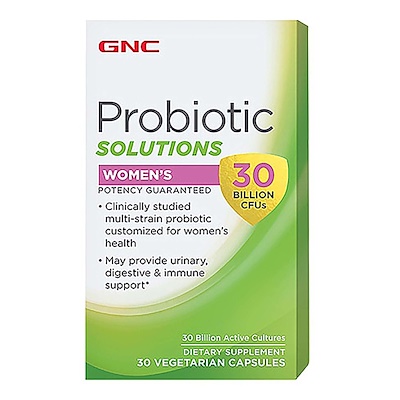 GNC
Probiotic
SOLUTIONS
WOMEN'S
POTENCY GUARANTEED
30
BILLION
CFUs
• Clinically studied
multi-strain probiotic
customized for women's
health
• May provide urinary,
digestive & immune
support*
30 Billion Active Cultures
DIETARY SUPPLEMENT
30 VEGETARIAN CAPSULES